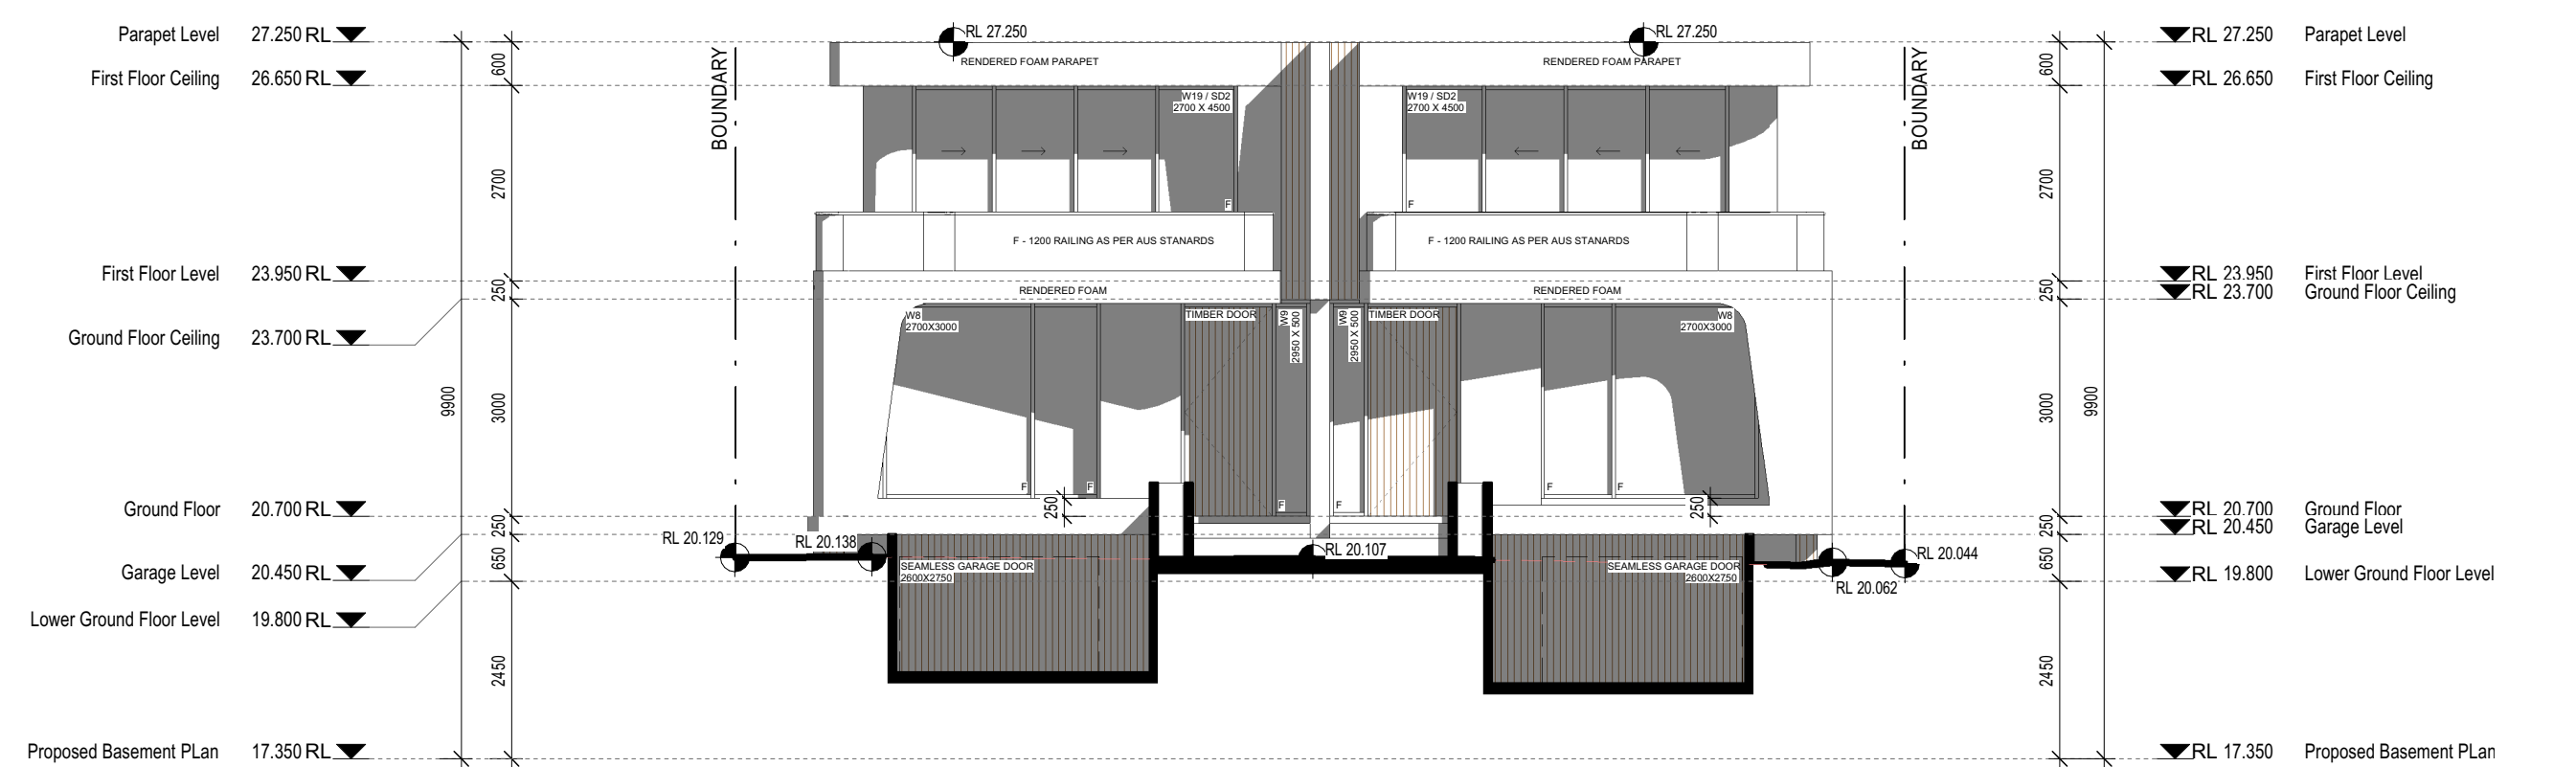 Parapet Level 27.250 RL
First Floor Ceiling 26.650 RL
First Floor Level 23.950 RL
Ground Floor Ceiling 23.700 RL
Ground Floor 20.700 RL
Garage Level 20.450 RL
Lower Ground Floor Level 19.800 RL
Proposed Basement PLan 17.350 RL
9900
600
2700
250
3000
250
650
2450
BOUNDARY
RL 27.250
RENDERED FOAM PARAPET
W19 / SD2
2700 X 4500
F
F - 1200 RAILING AS PER AUS STANARDS
RENDERED FOAM
W8
2700X3000
TIMBER DOOR
W9
2950 X 500
F
F
F
250
RL 20.129
RL 20.138
SEAMLESS GARAGE DOOR
2600X2750
RL 20.107
RL 27.250
RENDERED FOAM PARAPET
W19 / SD2
2700 X 4500
F
F - 1200 RAILING AS PER AUS STANARDS
RENDERED FOAM
W9
2950 X 500
TIMBER DOOR
W8
2700X3000
F
F
F
250
SEAMLESS GARAGE DOOR
2600X2750
RL 20.044
RL 20.062
BOUNDARY
600
2700
250
3000
250
650
2450
9900
RL 27.250 Parapet Level
RL 26.650 First Floor Ceiling
RL 23.950 First Floor Level
RL 23.700 Ground Floor Ceiling
RL 20.700 Ground Floor
RL 20.450 Garage Level
RL 19.800 Lower Ground Floor Level
RL 17.350 Proposed Basement PLan